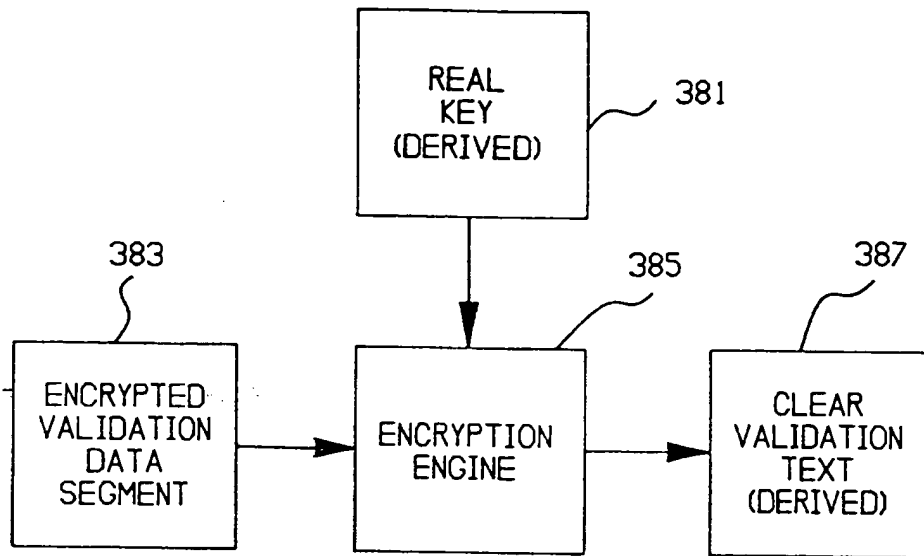 REAL
KEY
(DERIVED)
381
383
385
387
ENCRYPTED
VALIDATION
DATA
SEGMENT
ENCRYPTION
ENGINE
CLEAR
VALIDATION
TEXT
(DERIVED)